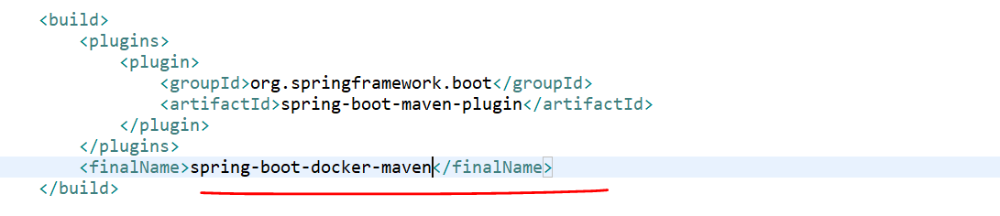 <build>
<plugins>
<plugin>
<groupId>org.springframework.boot</groupId>
<artifactId>spring-boot-maven-plugin</artifactId>
</plugin>
</plugins>
<finalName>spring-boot-docker-maven</finalName>
</build>